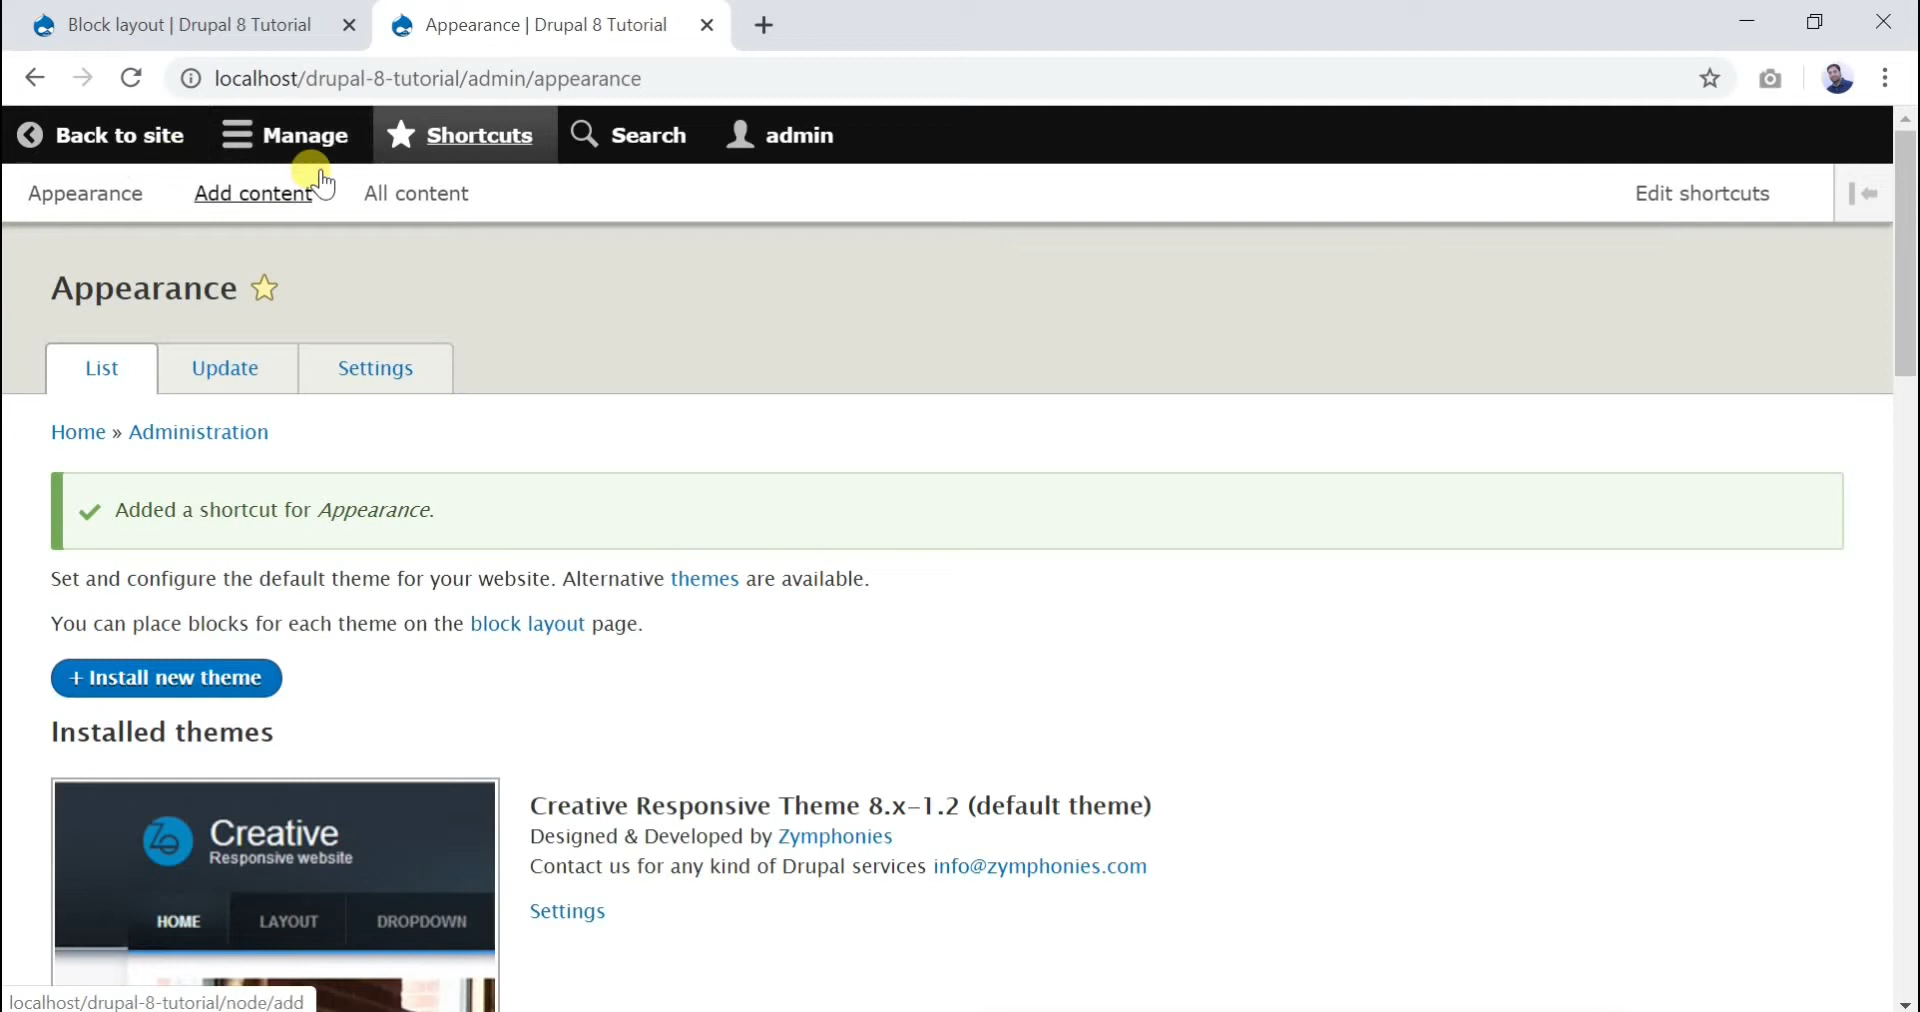 Block layout | Drupal 8 Tutorial
Appearance | Drupal 8 Tutorial
localhost/drupal-8-tutorial/admin/appearance
Back to site Manage Shortcuts Search admin
Appearance Add content All content Edit shortcuts
Appearance
List Update Settings
Home » Administration
Added a shortcut for Appearance.
Set and configure the default theme for your website. Alternative themes are available.
You can place blocks for each theme on the block layout page.
+ Install new theme
Installed themes
Creative
Responsive website
HOME LAYOUT DROPDOWN
Creative Responsive Theme 8.x-1.2 (default theme)
Designed & Developed by Zymphonies
Contact us for any kind of Drupal services info@zymphonies.com
Settings
localhost/drupal-8-tutorial/node/add